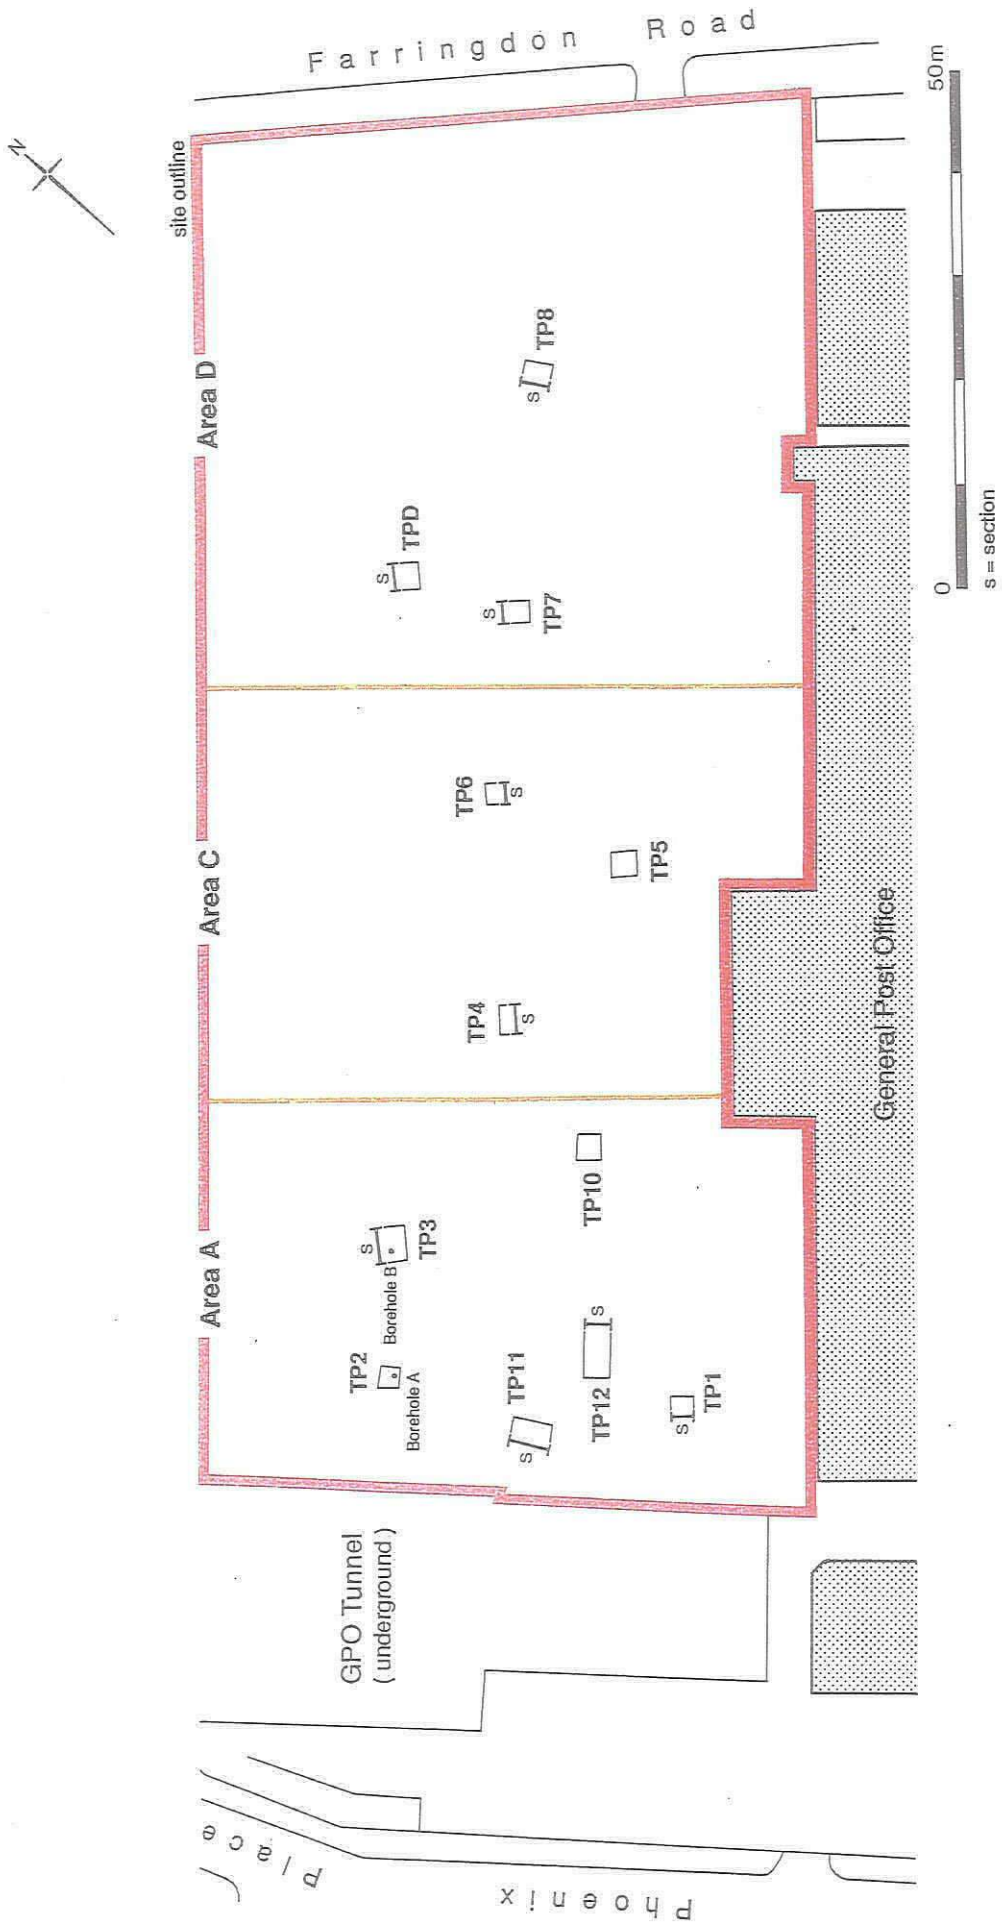 Farringdon Road
N
site outline
Area D
S
TP8
S
TPD
S
TP7
Area C
TP6
S
TP5
TP4
S
Area A
TP10
S
TP3
Borehole B
TP2
Borehole A
TP11
S
S
TP12
S
TP1
General Post Office
GPO Tunnel
( underground )
Phoenix Place
0
50m
s = section